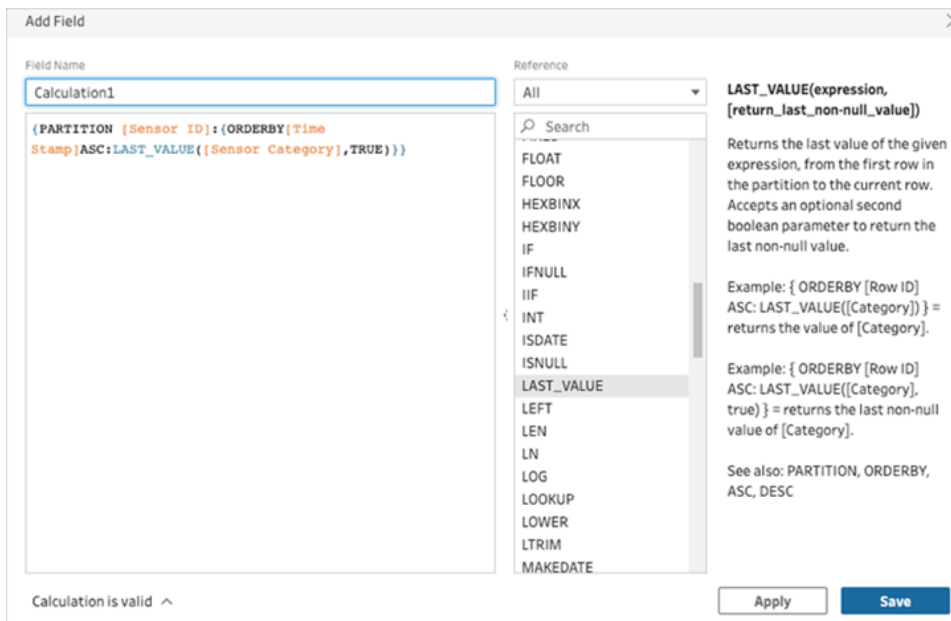 Add Field
Field Name
Calculation1
{PARTITION [Sensor ID]:{ORDERBY[Time
Stamp]ASC:LAST_VALUE([Sensor Category],TRUE)}}
Calculation is valid
Reference
All
Search
FLOAT
FLOOR
HEXBINX
HEXBINY
IF
IFNULL
IIF
INT
ISDATE
ISNULL
LAST_VALUE
LEFT
LEN
LN
LOG
LOOKUP
LOWER
LTRIM
MAKEDATE
LAST_VALUE(expression,
[return_last_non-null_value])
Returns the last value of the given
expression, from the first row in
the partition to the current row.
Accepts an optional second
boolean parameter to return the
last non-null value.
Example: { ORDERBY [Row ID]
ASC: LAST_VALUE([Category]) } =
returns the value of [Category].
Example: { ORDERBY [Row ID]
ASC: LAST_VALUE([Category],
true) } = returns the last non-null
value of [Category].
See also: PARTITION, ORDERBY,
ASC, DESC
Apply
Save